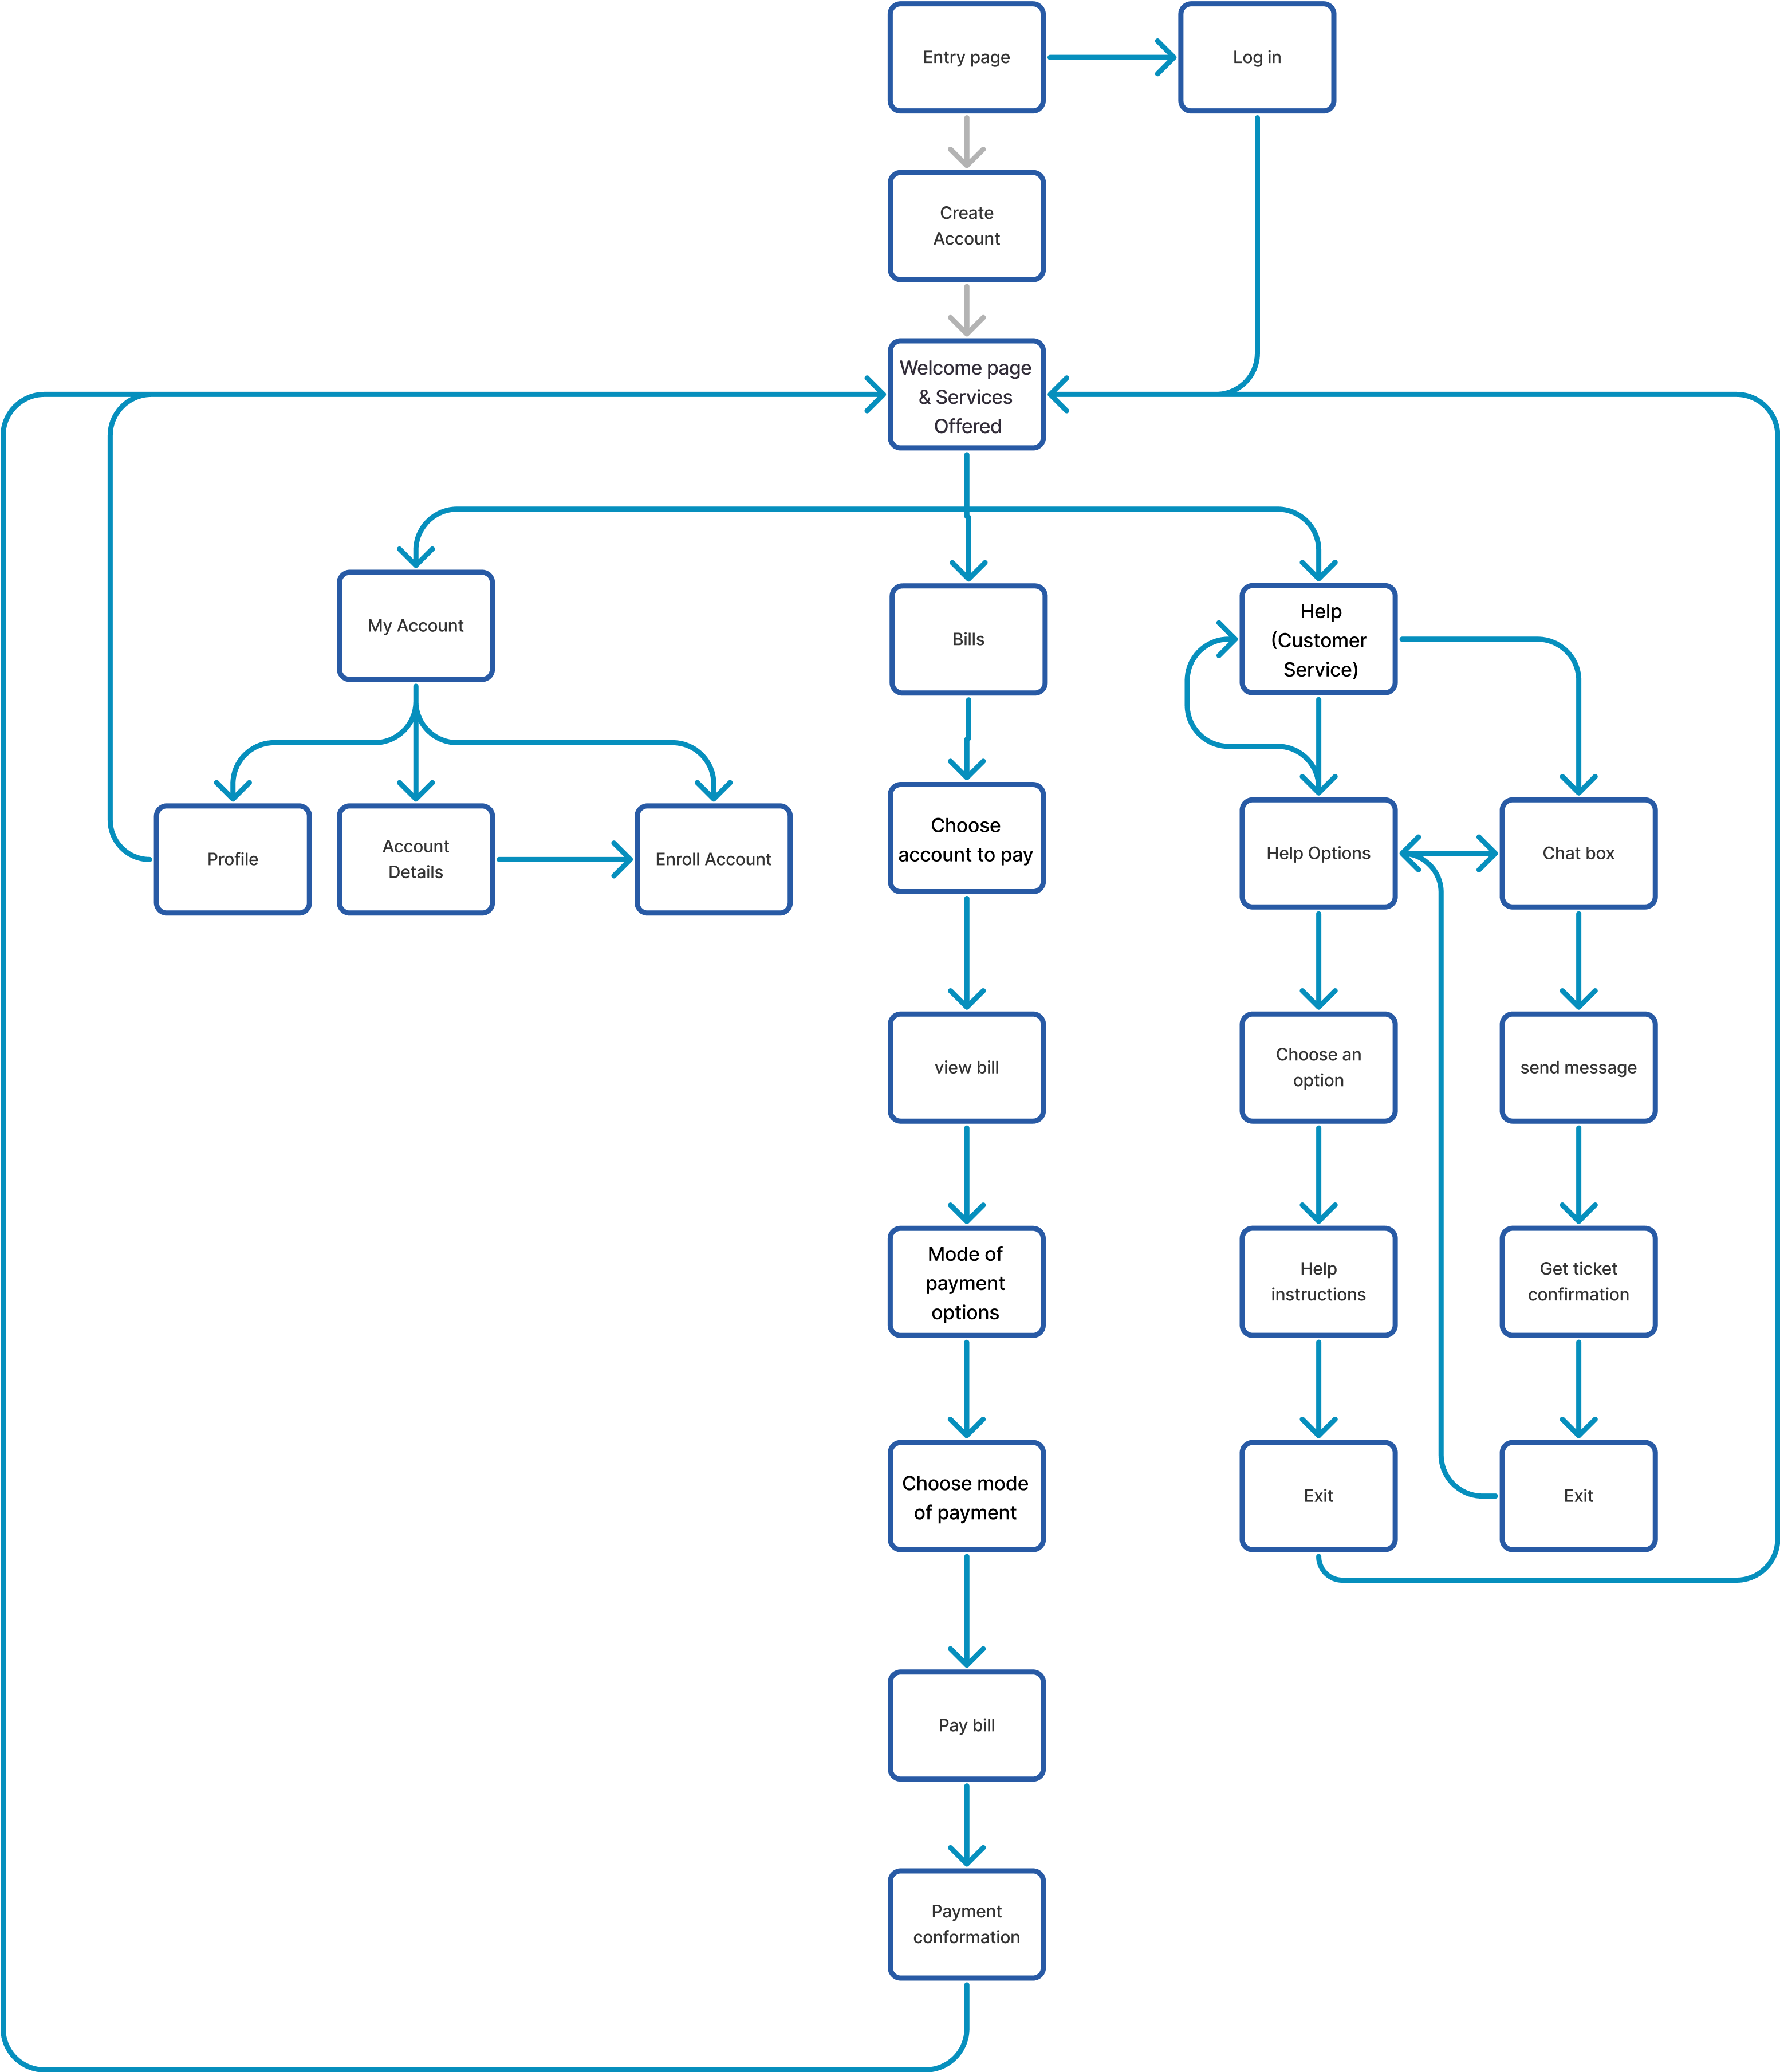 Entry page
Log in
Create
Account
Welcome page
& Services
Offered
My Account
Bills
Help
(Customer
Service)
Profile
Account
Details
Enroll Account
Choose
account to pay
Help Options
Chat box
view bill
Choose an
option
send message
Mode of
payment
options
Help
instructions
Get ticket
confirmation
Choose mode
of payment
Exit
Exit
Pay bill
Payment
conformation